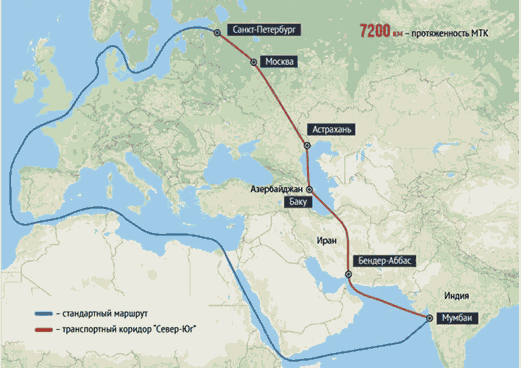 Санкт-Петербург
7200 км – протяженность МТК
Москва
Астрахань
Азербайджан
Баку
Иран
Бендер-Аббас
Индия
– стандартный маршрут
Мумбаи
– транспортный коридор "Север-Юг"